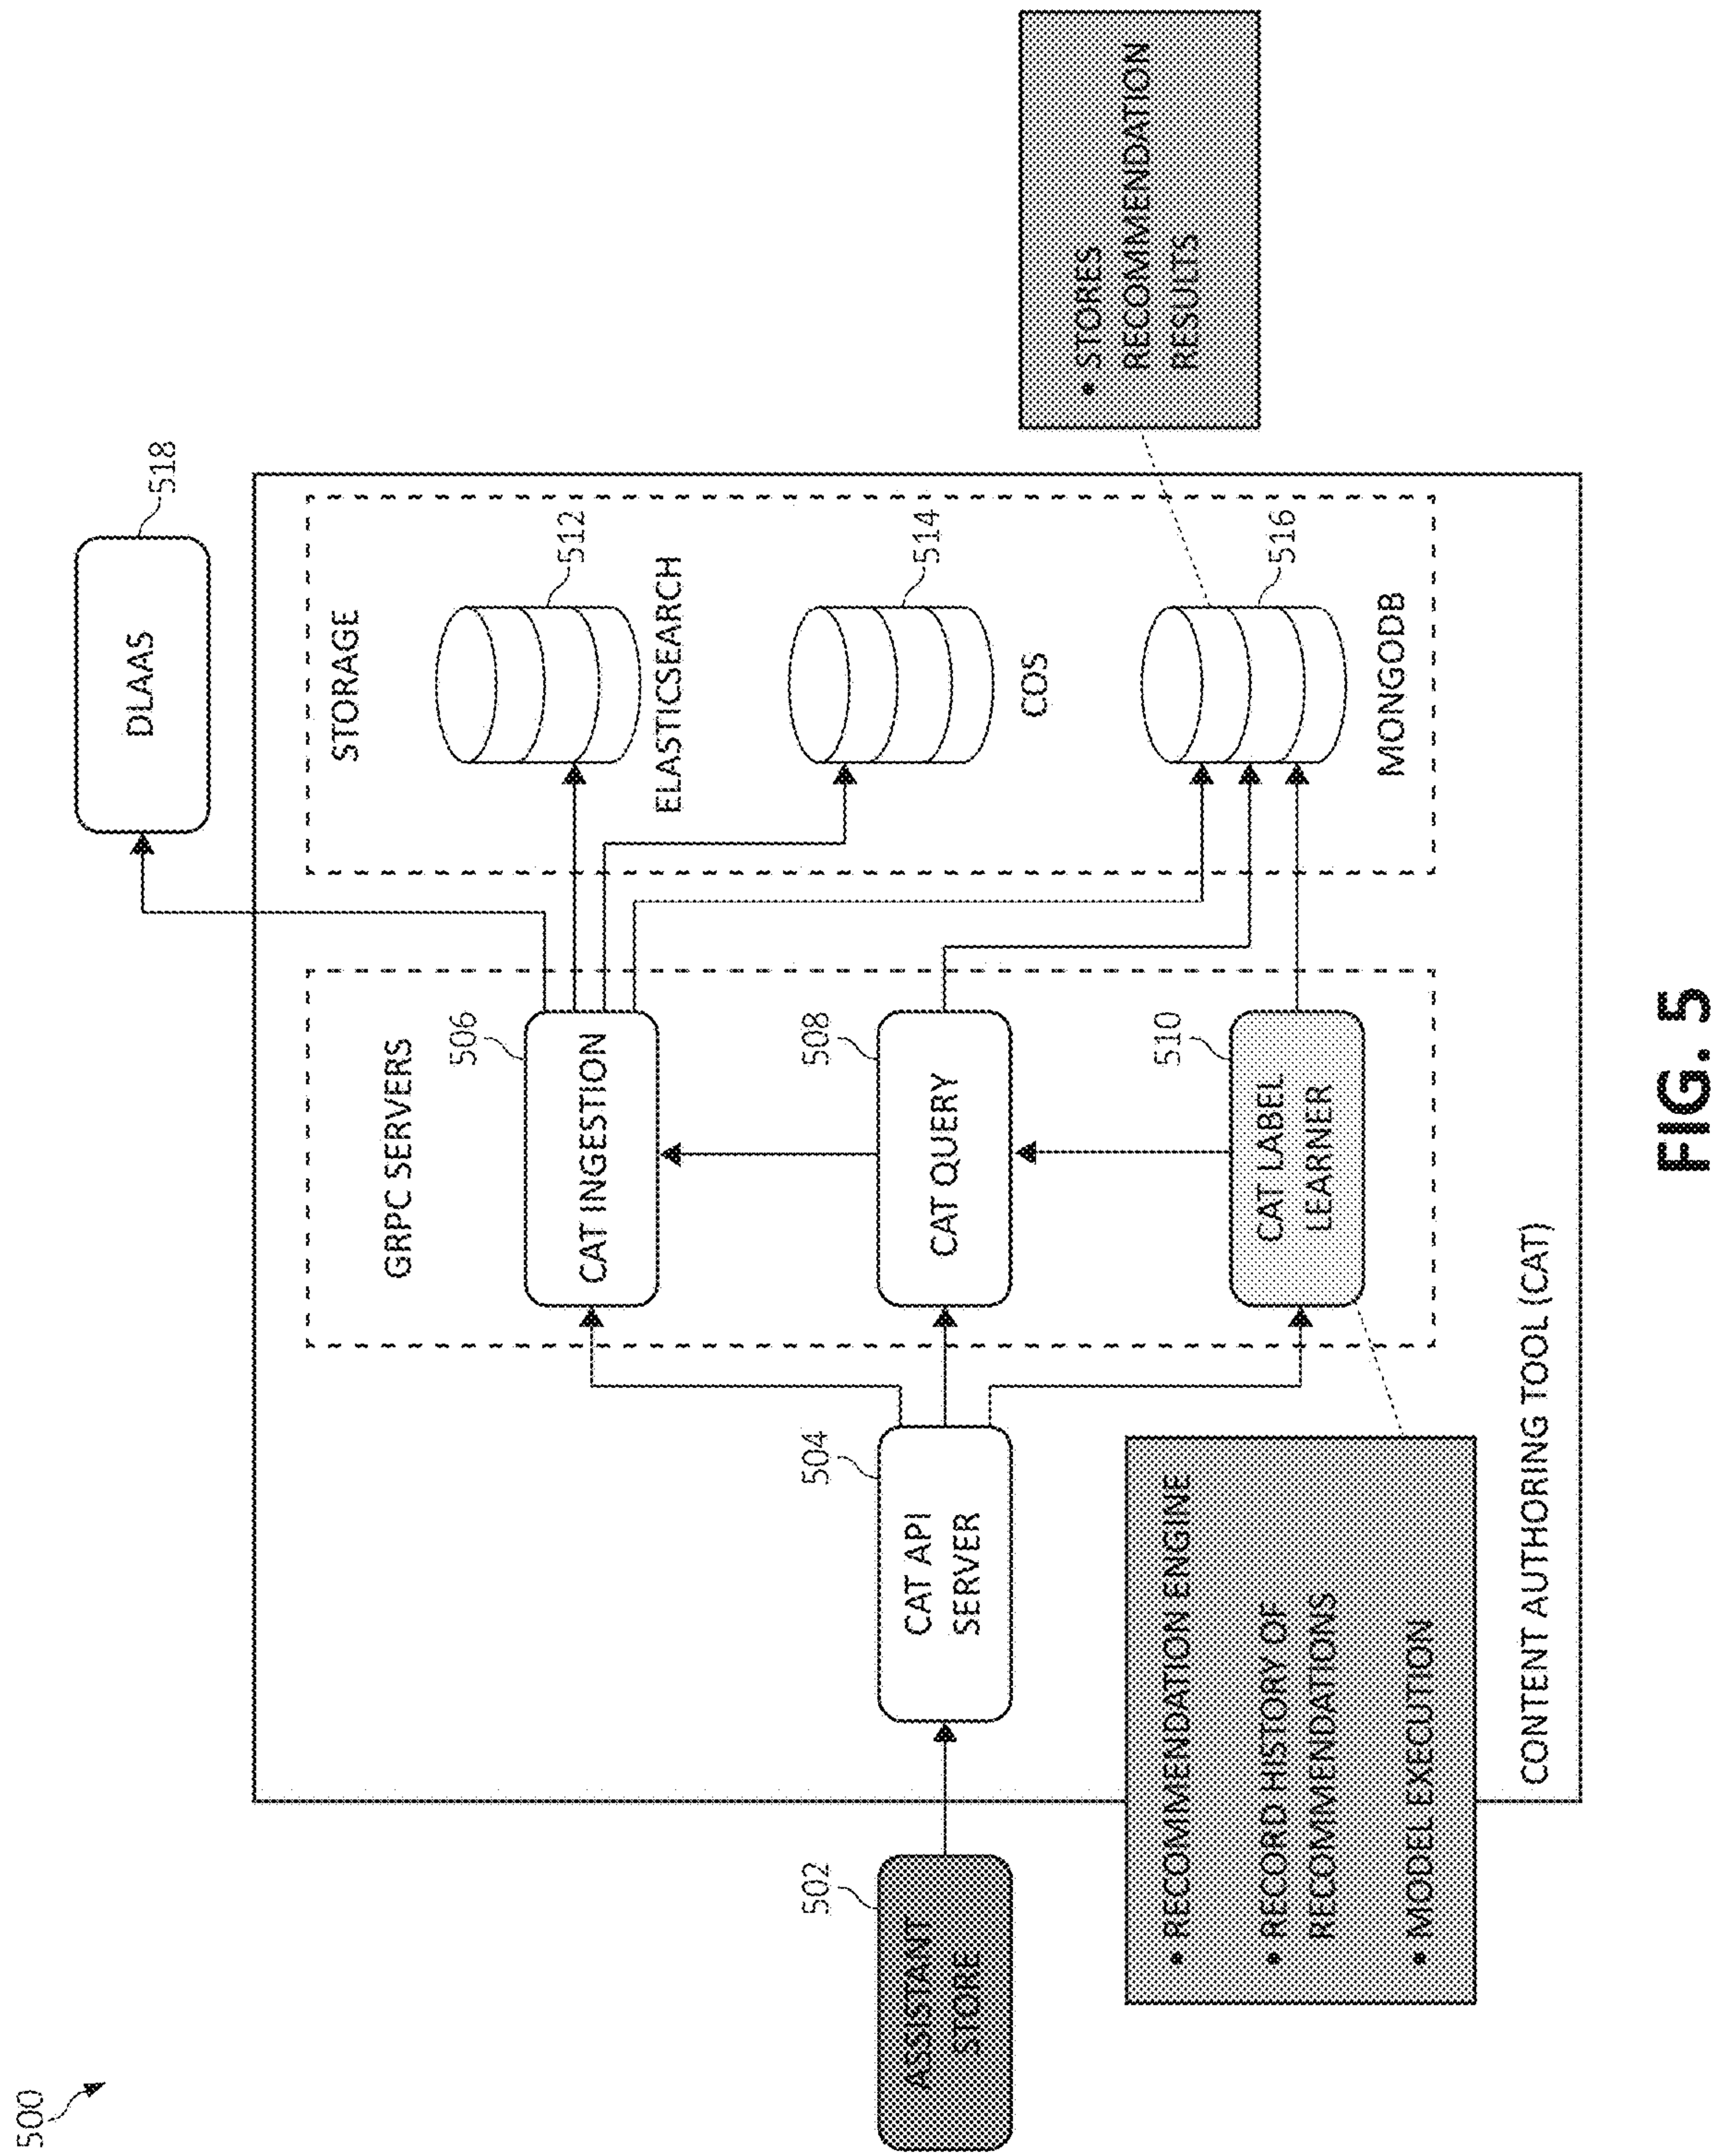 500
DLAAS
518
GRPC SERVERS
STORAGE
506
CAT INGESTION
512
ELASTICSEARCH
502
ASSISTANT
STORE
504
CAT API
SERVER
508
CAT QUERY
514
COS
510
CAT LABEL
LEARNER
516
MONGODB
• STORES
RECOMMENDATION
RESULTS
• RECOMMENDATION ENGINE
• RECORD HISTORY OF
RECOMMENDATIONS
• MODEL EXECUTION
CONTENT AUTHORING TOOL (CAT)
FIG. 5